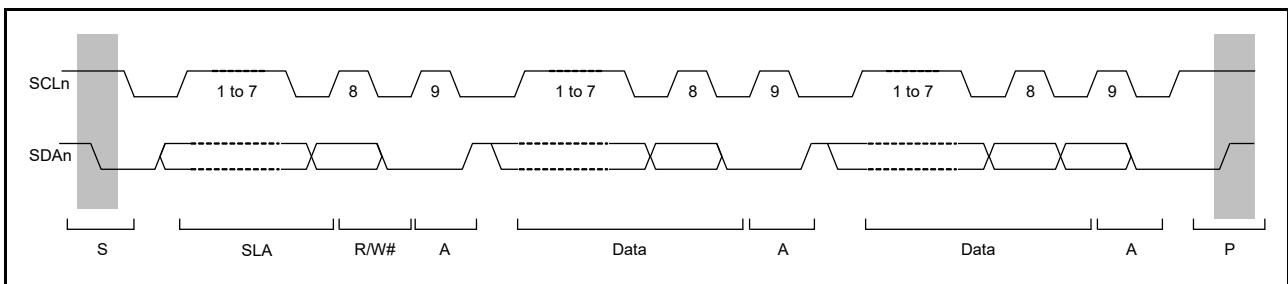 SCLn
1 to 7 8 9 1 to 7 8 9 1 to 7 8 9
SDAn
S SLA R/W# A Data A Data A P